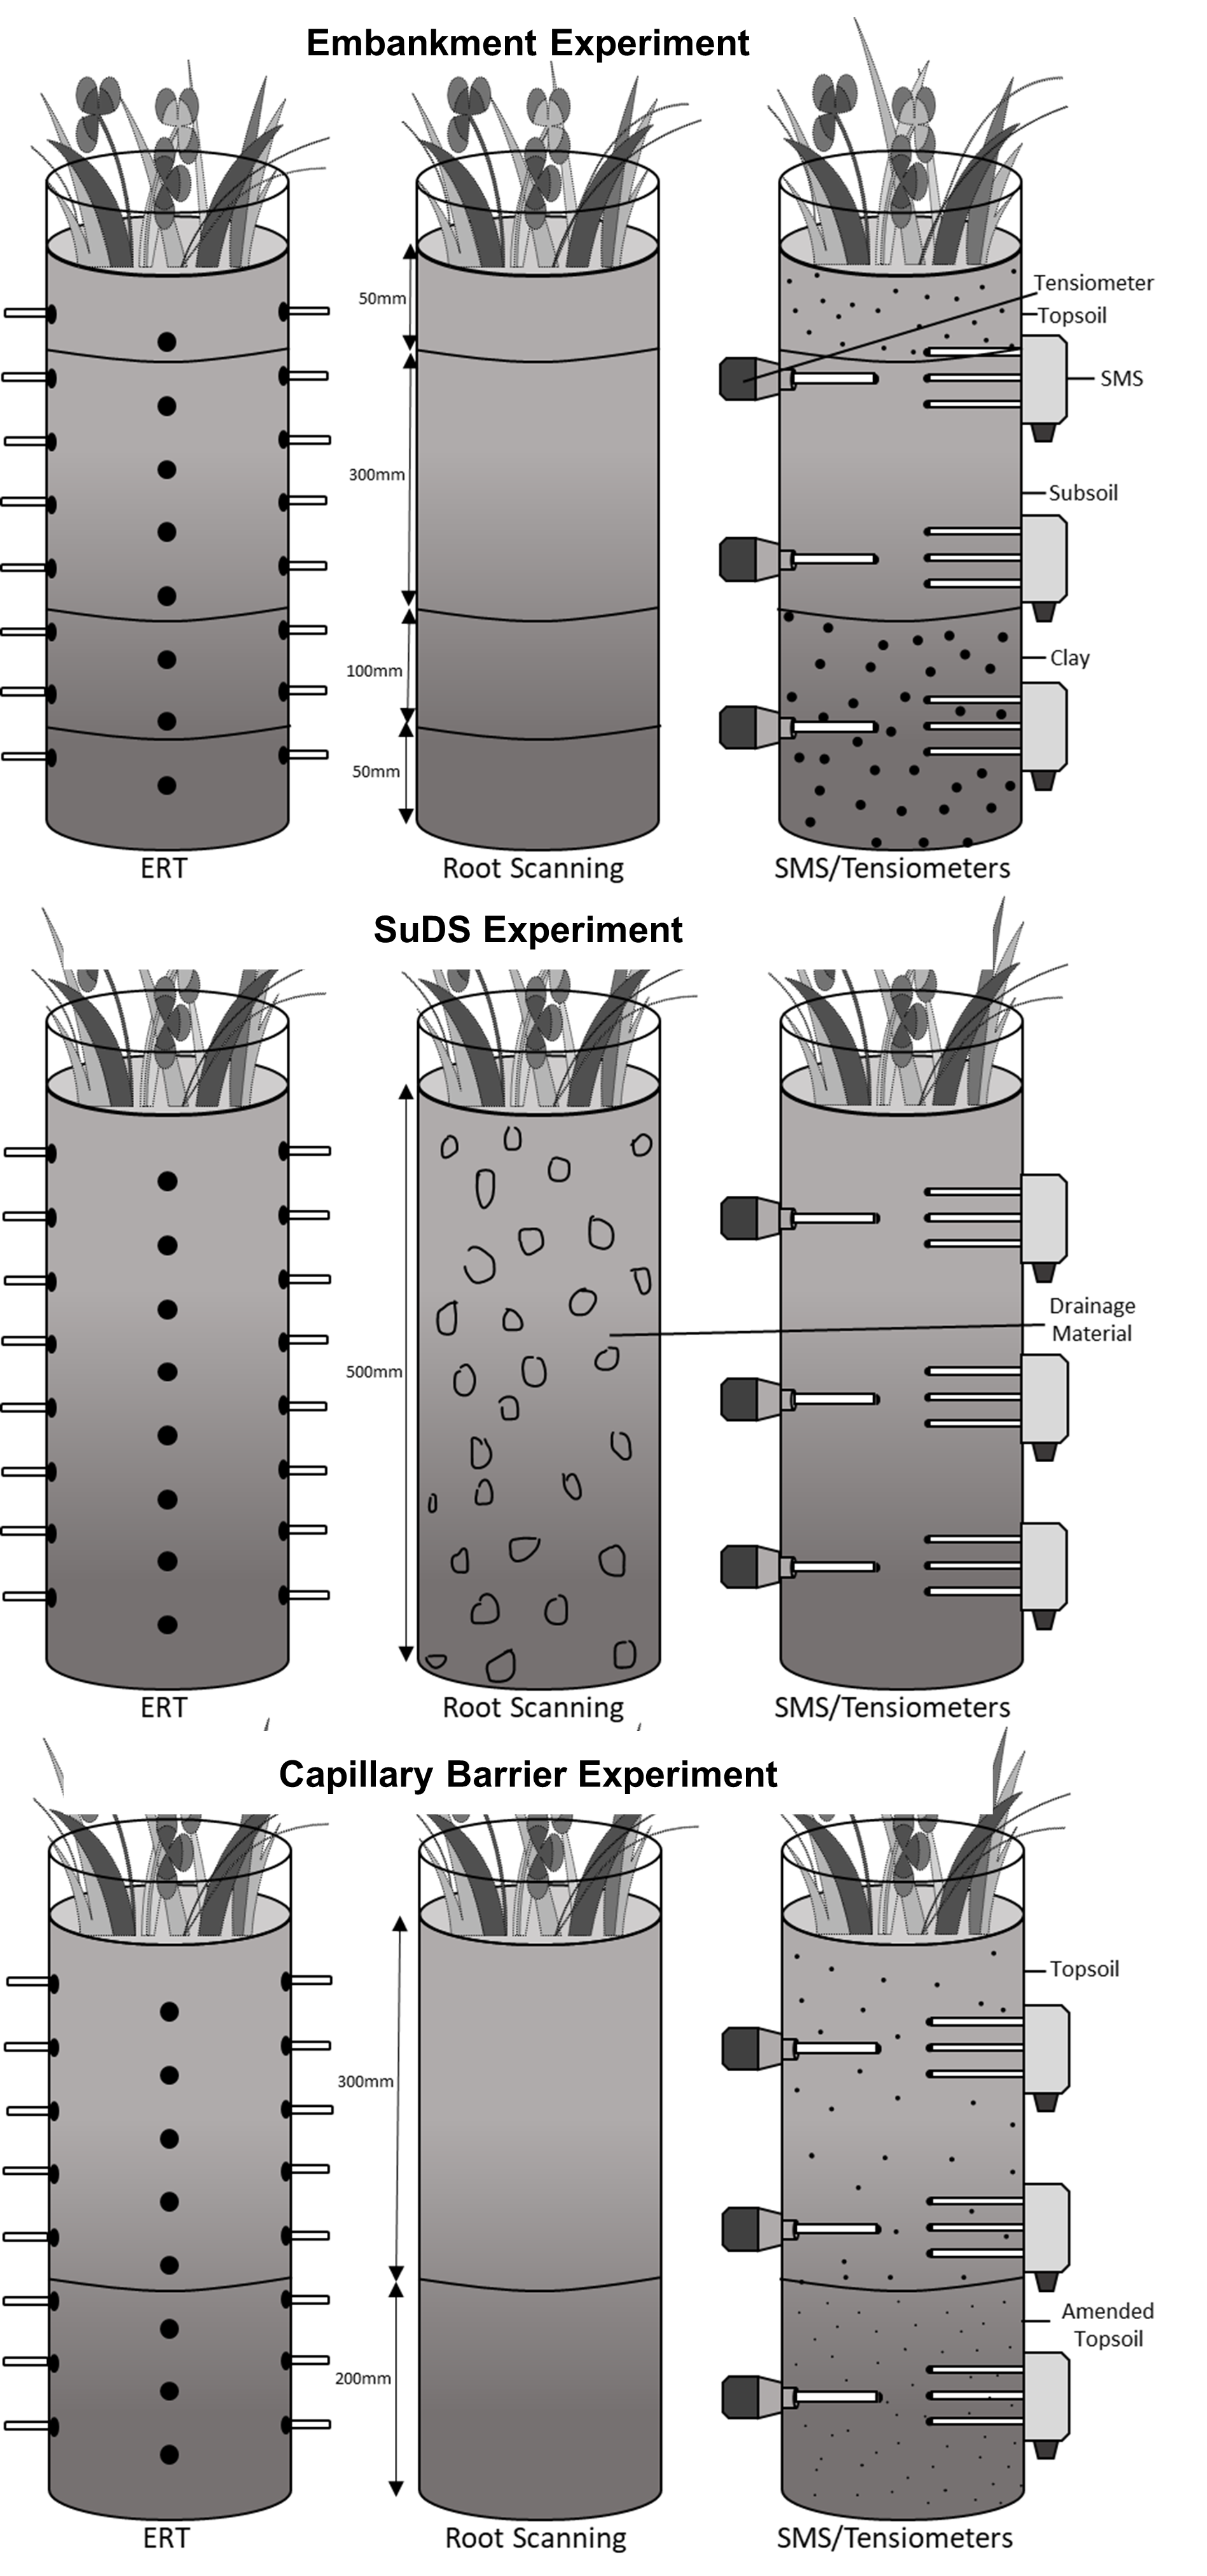 Embankment Experiment
Tensiometer
50mm
Topsoil
SMS
300mm
Subsoil
Clay
100mm
50mm
ERT
Root Scanning
SMS/Tensiometers
SuDS Experiment
Drainage
Material
500mm
ERT
Root Scanning
SMS/Tensiometers
Capillary Barrier Experiment
Topsoil
300mm
Amended
Topsoil
200mm
ERT
Root Scanning
SMS/Tensiometers